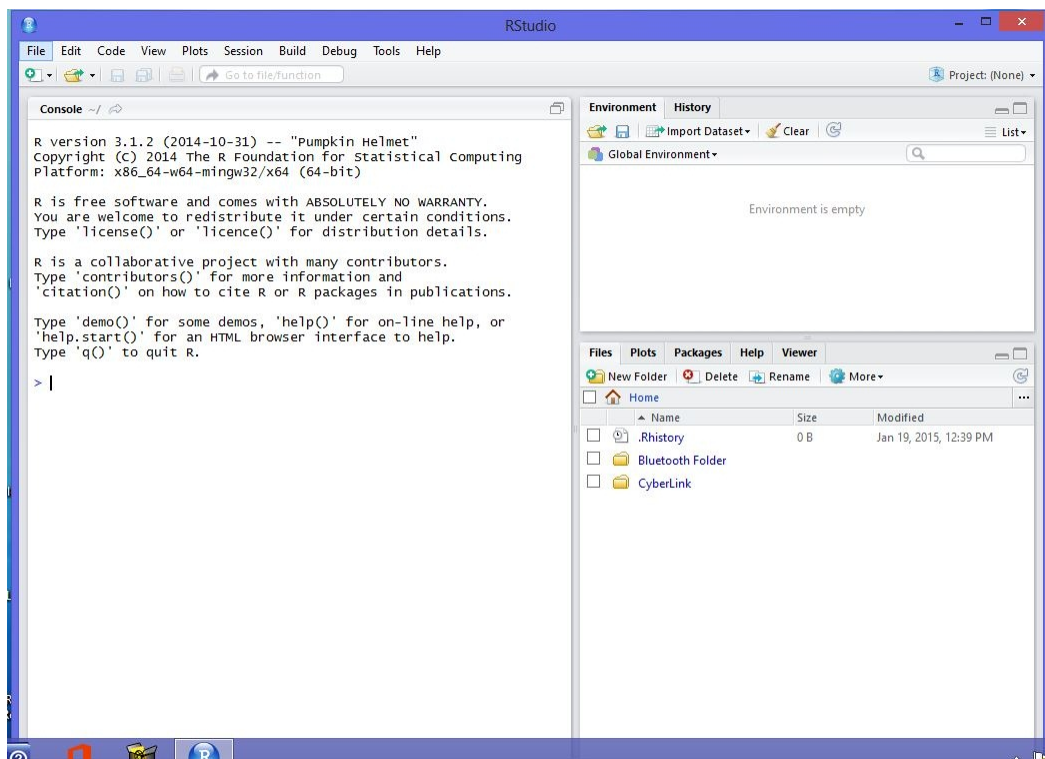 RStudio
File Edit Code View Plots Session Build Debug Tools Help
Go to file/function
Project: (None)
Console ~/
R version 3.1.2 (2014-10-31) -- "Pumpkin Helmet"
Copyright (C) 2014 The R Foundation for Statistical Computing
Platform: x86_64-w64-mingw32/x64 (64-bit)
R is free software and comes with ABSOLUTELY NO WARRANTY.
You are welcome to redistribute it under certain conditions.
Type 'license()' or 'licence()' for distribution details.
R is a collaborative project with many contributors.
Type 'contributors()' for more information and
'citation()' on how to cite R or R packages in publications.
Type 'demo()' for some demos, 'help()' for on-line help, or
'help.start()' for an HTML browser interface to help.
Type 'q()' to quit R.
>
Environment History
Import Dataset Clear List
Global Environment
Environment is empty
Files Plots Packages Help Viewer
New Folder Delete Rename More
Home ...
Name Size Modified
.Rhistory 0 B Jan 19, 2015, 12:39 PM
Bluetooth Folder
CyberLink